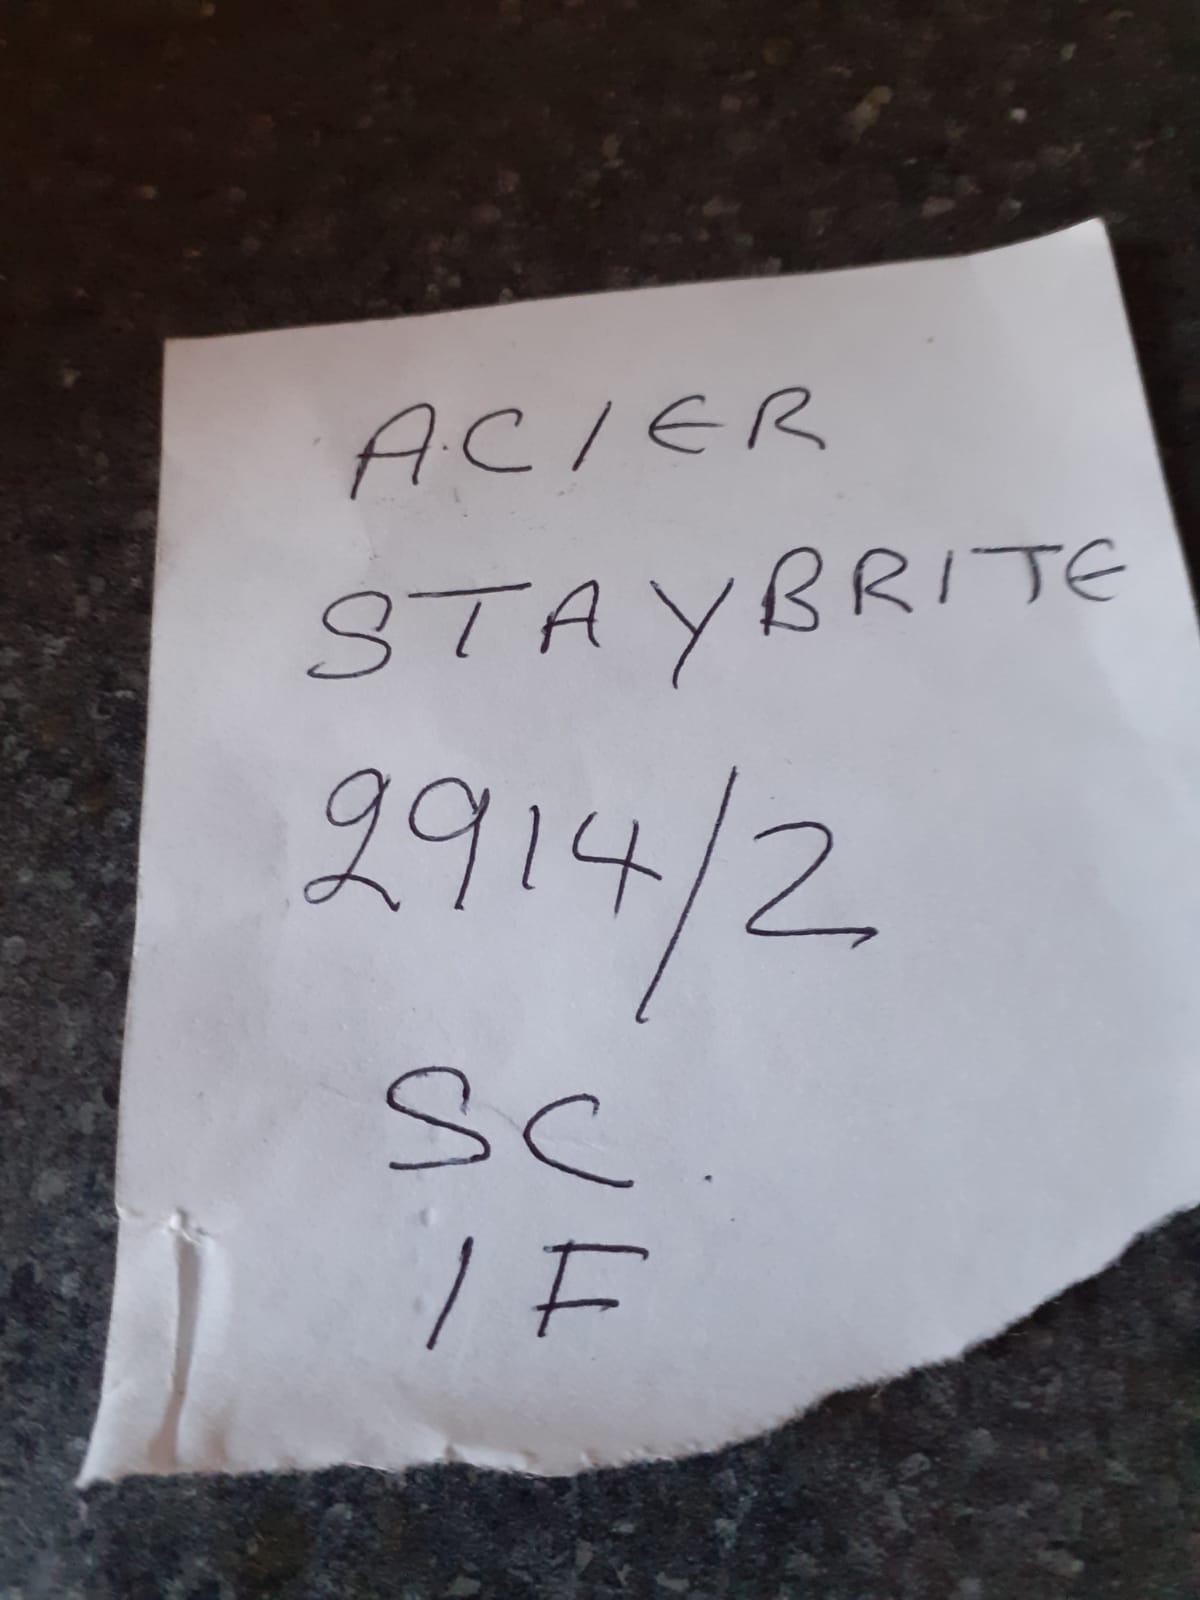 ACIER
STAYBRITE
2914/2
SC.
1F